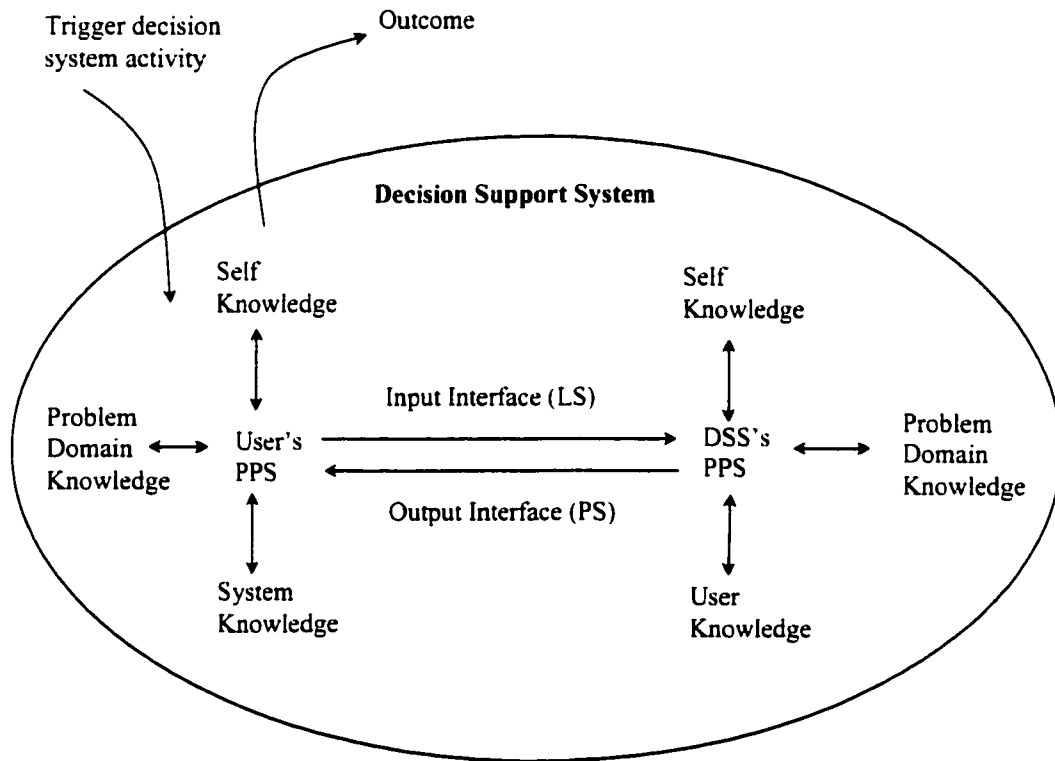 Trigger decision
system activity
Outcome
Decision Support System
Self
Knowledge
Self
Knowledge
Input Interface (LS)
Problem
Domain
Knowledge
User's
PPS
DSS's
PPS
Problem
Domain
Knowledge
Output Interface (PS)
System
Knowledge
User
Knowledge